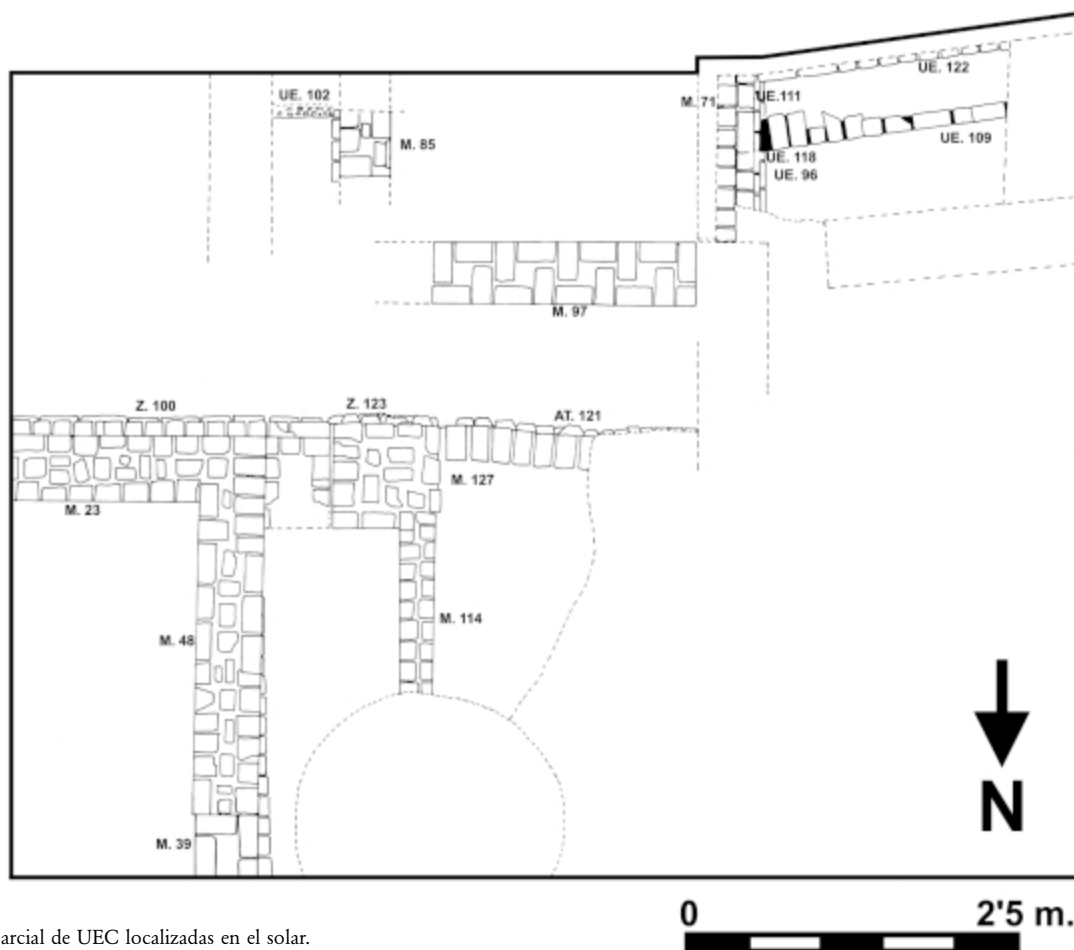 UE. 122
UE. 102
M. 71
UE.111
M. 85
UE. 109
UE. 118
UE. 96
M. 97
Z. 100
Z. 123
AT. 121
M. 127
M. 23
M. 114
M. 48
M. 39
N
0 2'5 m.
arcial de UEC localizadas en el solar.